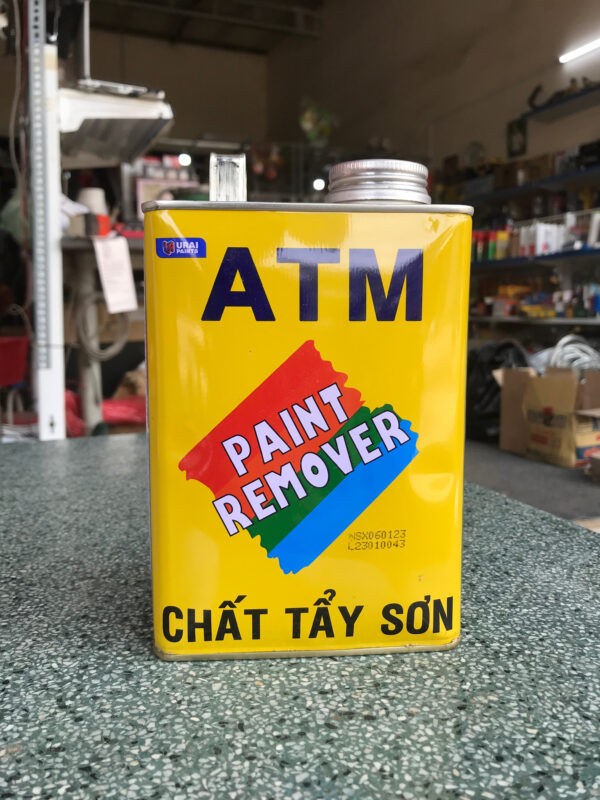 URAI
PAINTS
ATM
PAINT
REMOVER
NSX060123
L23010043
CHẤT TẨY SƠN